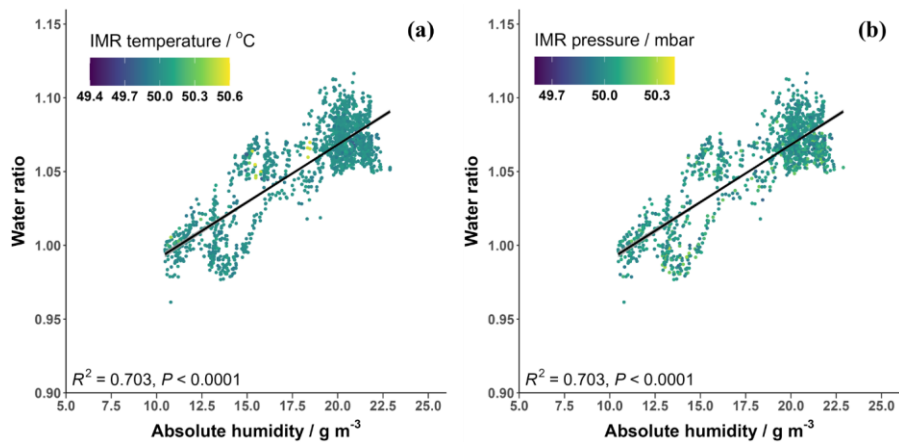 (a)
IMR temperature / °C
49.4 49.7 50.0 50.3 50.6
Water ratio
1.15
1.10
1.05
1.00
0.95
0.90
R² = 0.703, P < 0.0001
5.0 7.5 10.0 12.5 15.0 17.5 20.0 22.5 25.0
Absolute humidity / g m⁻³
(b)
IMR pressure / mbar
49.7 50.0 50.3
Water ratio
1.15
1.10
1.05
1.00
0.95
0.90
R² = 0.703, P < 0.0001
5.0 7.5 10.0 12.5 15.0 17.5 20.0 22.5 25.0
Absolute humidity / g m⁻³